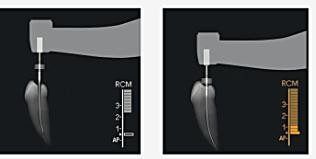 RCM
3-
2-
1-
AP-
RCM
3-
2-
1-
AP-